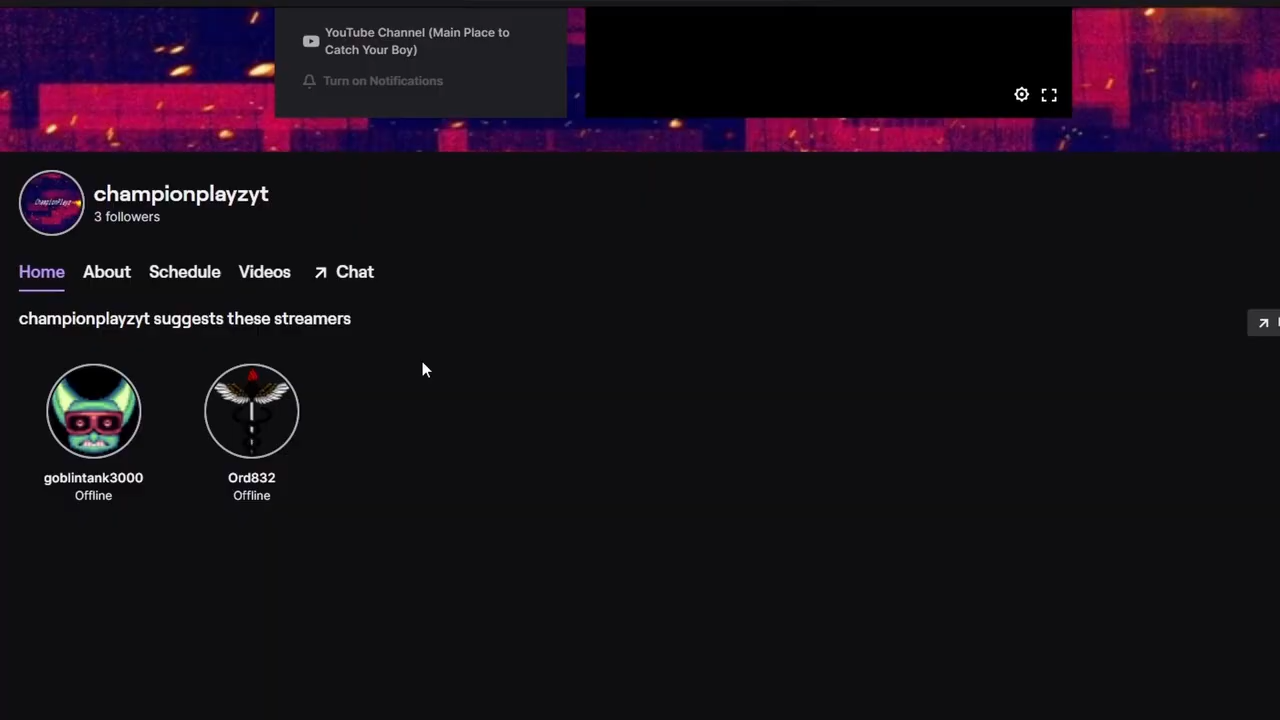 YouTube Channel (Main Place to
Catch Your Boy)
Turn on Notifications
championplayzyt
3 followers
Home About Schedule Videos Chat
championplayzyt suggests these streamers
goblintank3000 Ord832
Offline Offline